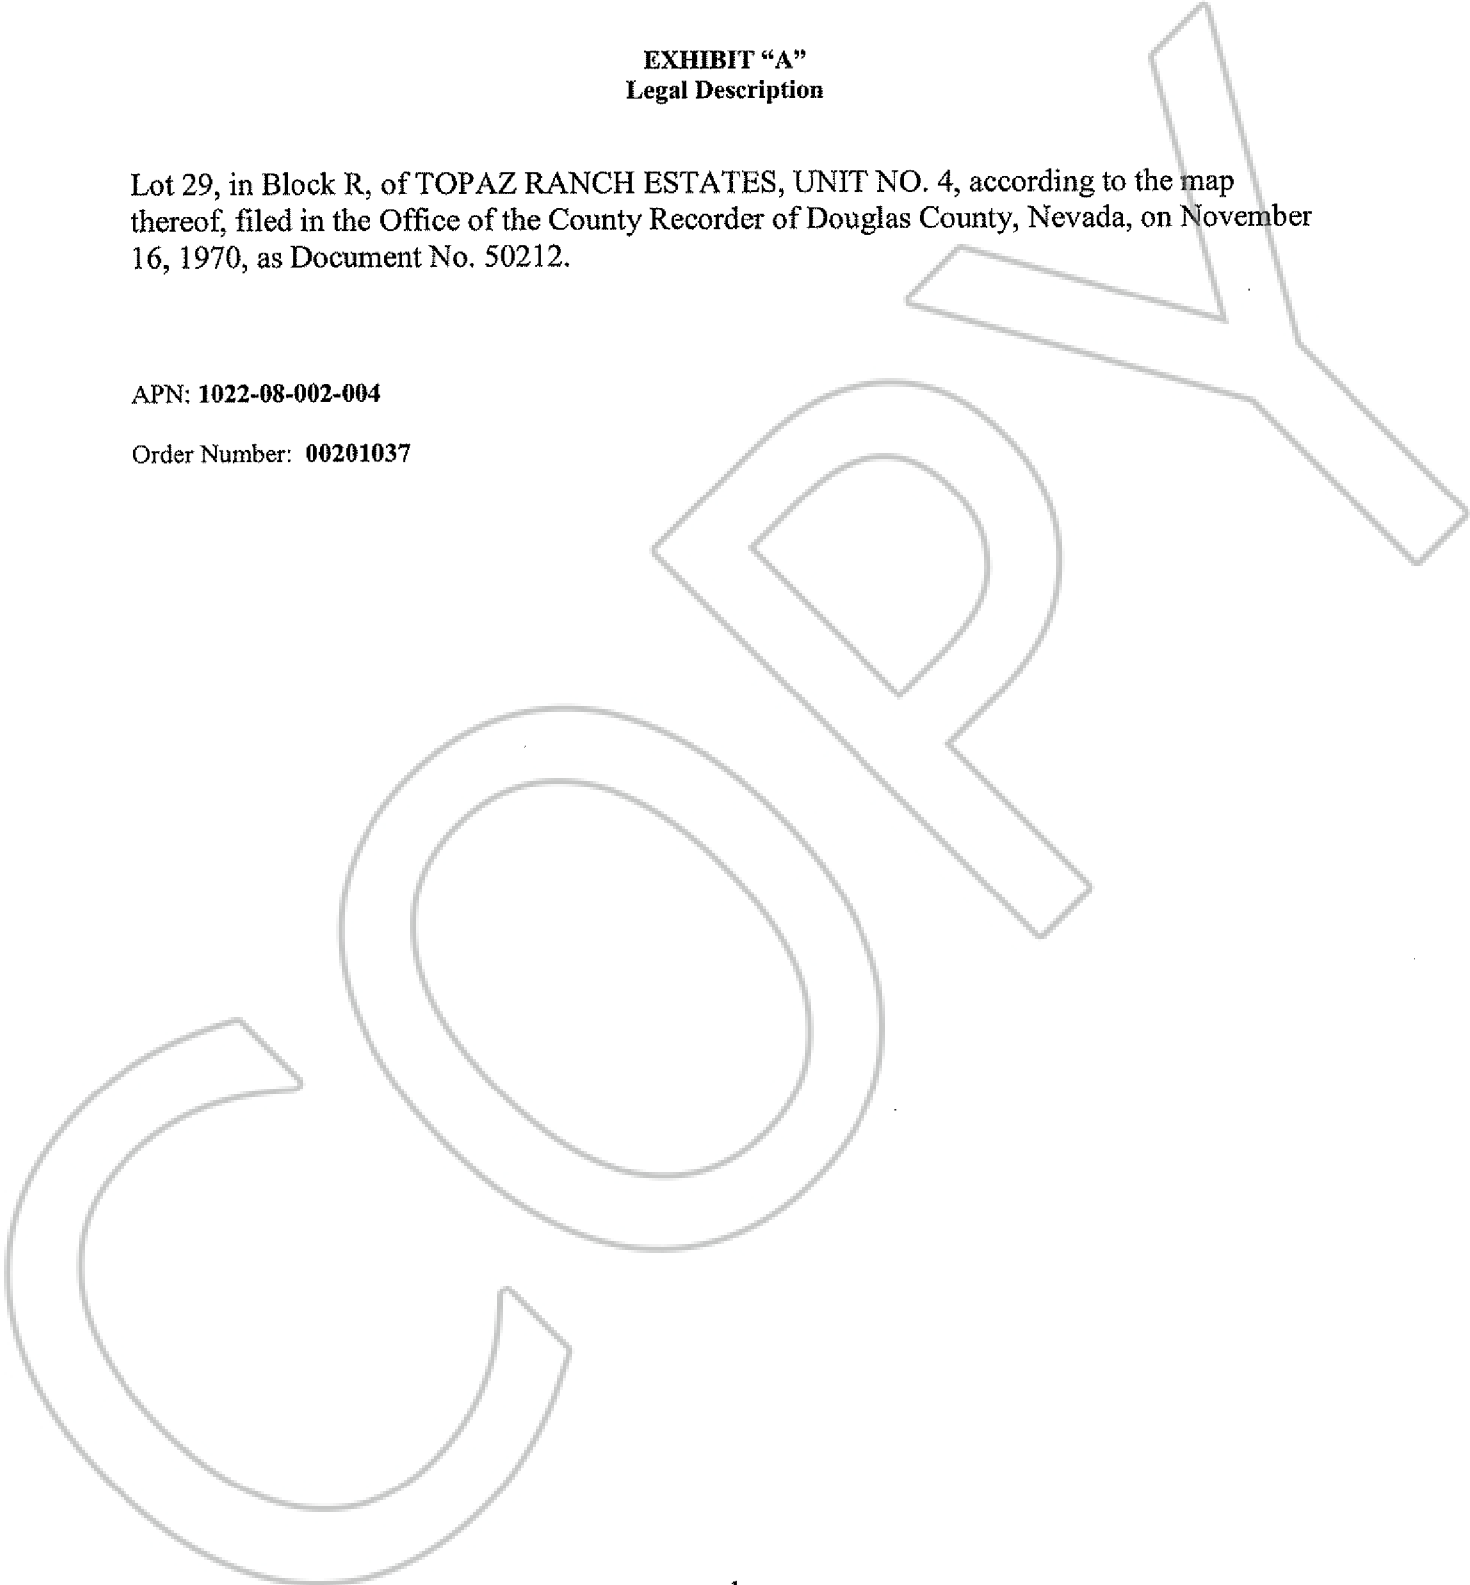 EXHIBIT “A”
Legal Description
Lot 29, in Block R, of TOPAZ RANCH ESTATES, UNIT NO. 4, according to the map
thereof, filed in the Office of the County Recorder of Douglas County, Nevada, on November
16, 1970, as Document No. 50212.
APN: 1022-08-002-004
Order Number: 00201037
COPY